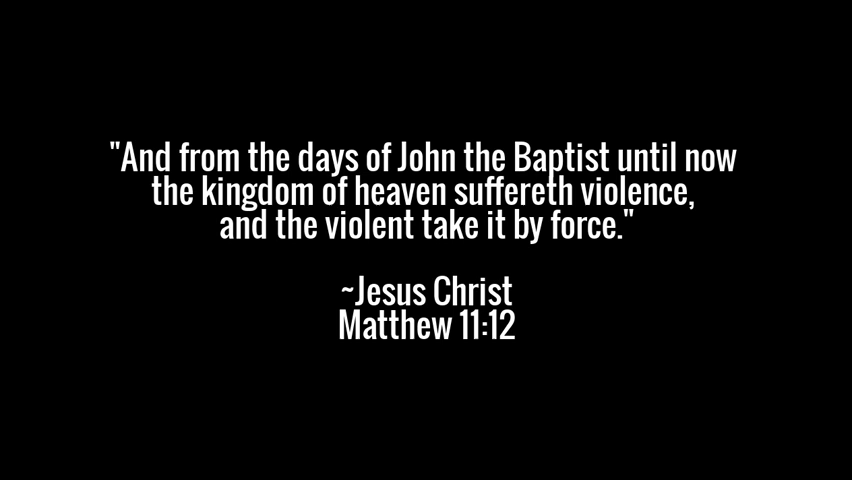 "And from the days of John the Baptist until now
the kingdom of heaven suffereth violence,
and the violent take it by force."
~Jesus Christ
Matthew 11:12